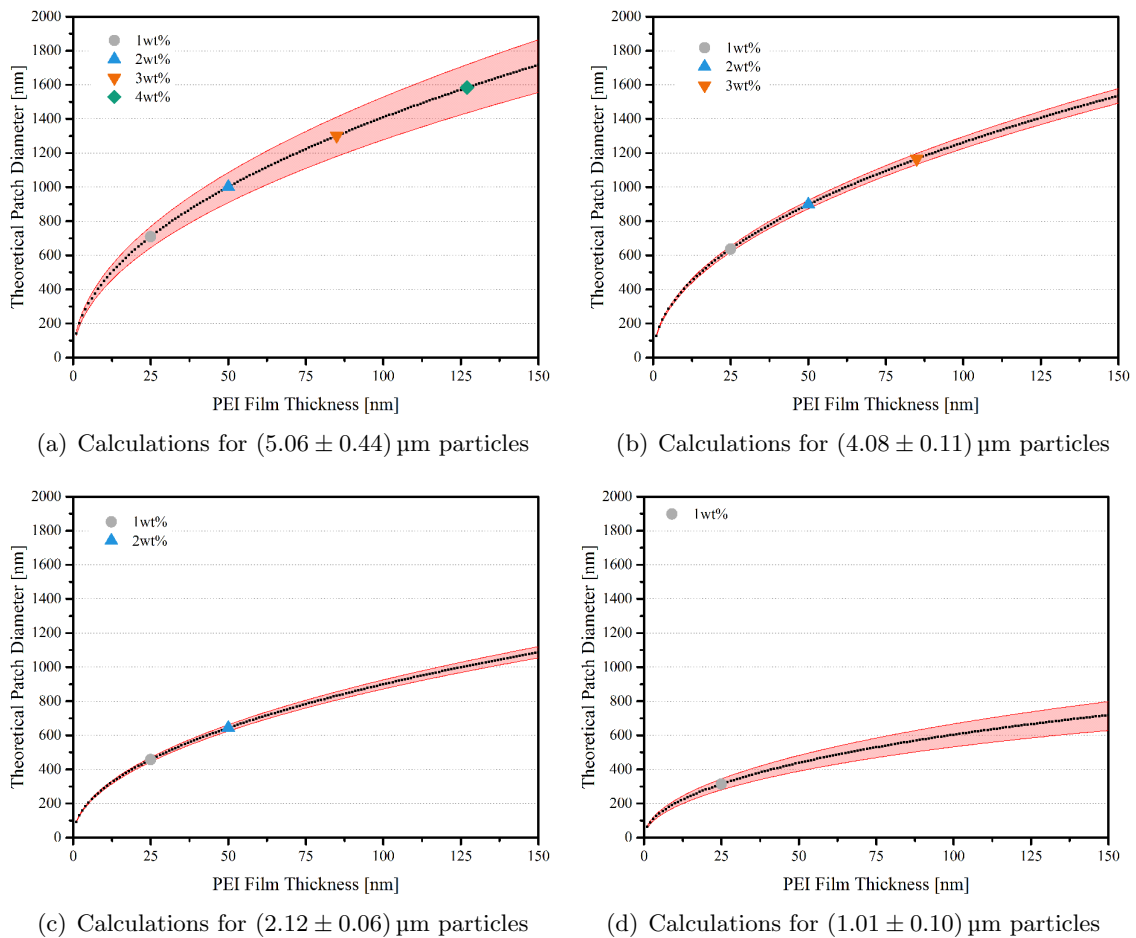 Theoretical Patch Diameter [nm]
2000
1800
1600
1400
1200
1000
800
600
400
200
0
1wt%
2wt%
3wt%
4wt%
0 25 50 75 100 125 150
PEI Film Thickness [nm]
(a) Calculations for (5.06 ± 0.44) µm particles
Theoretical Patch Diameter [nm]
2000
1800
1600
1400
1200
1000
800
600
400
200
0
1wt%
2wt%
3wt%
0 25 50 75 100 125 150
PEI Film Thickness [nm]
(b) Calculations for (4.08 ± 0.11) µm particles
Theoretical Patch Diameter [nm]
2000
1800
1600
1400
1200
1000
800
600
400
200
0
1wt%
2wt%
0 25 50 75 100 125 150
PEI Film Thickness [nm]
(c) Calculations for (2.12 ± 0.06) µm particles
Theoretical Patch Diameter [nm]
2000
1800
1600
1400
1200
1000
800
600
400
200
0
1wt%
0 25 50 75 100 125 150
PEI Film Thickness [nm]
(d) Calculations for (1.01 ± 0.10) µm particles